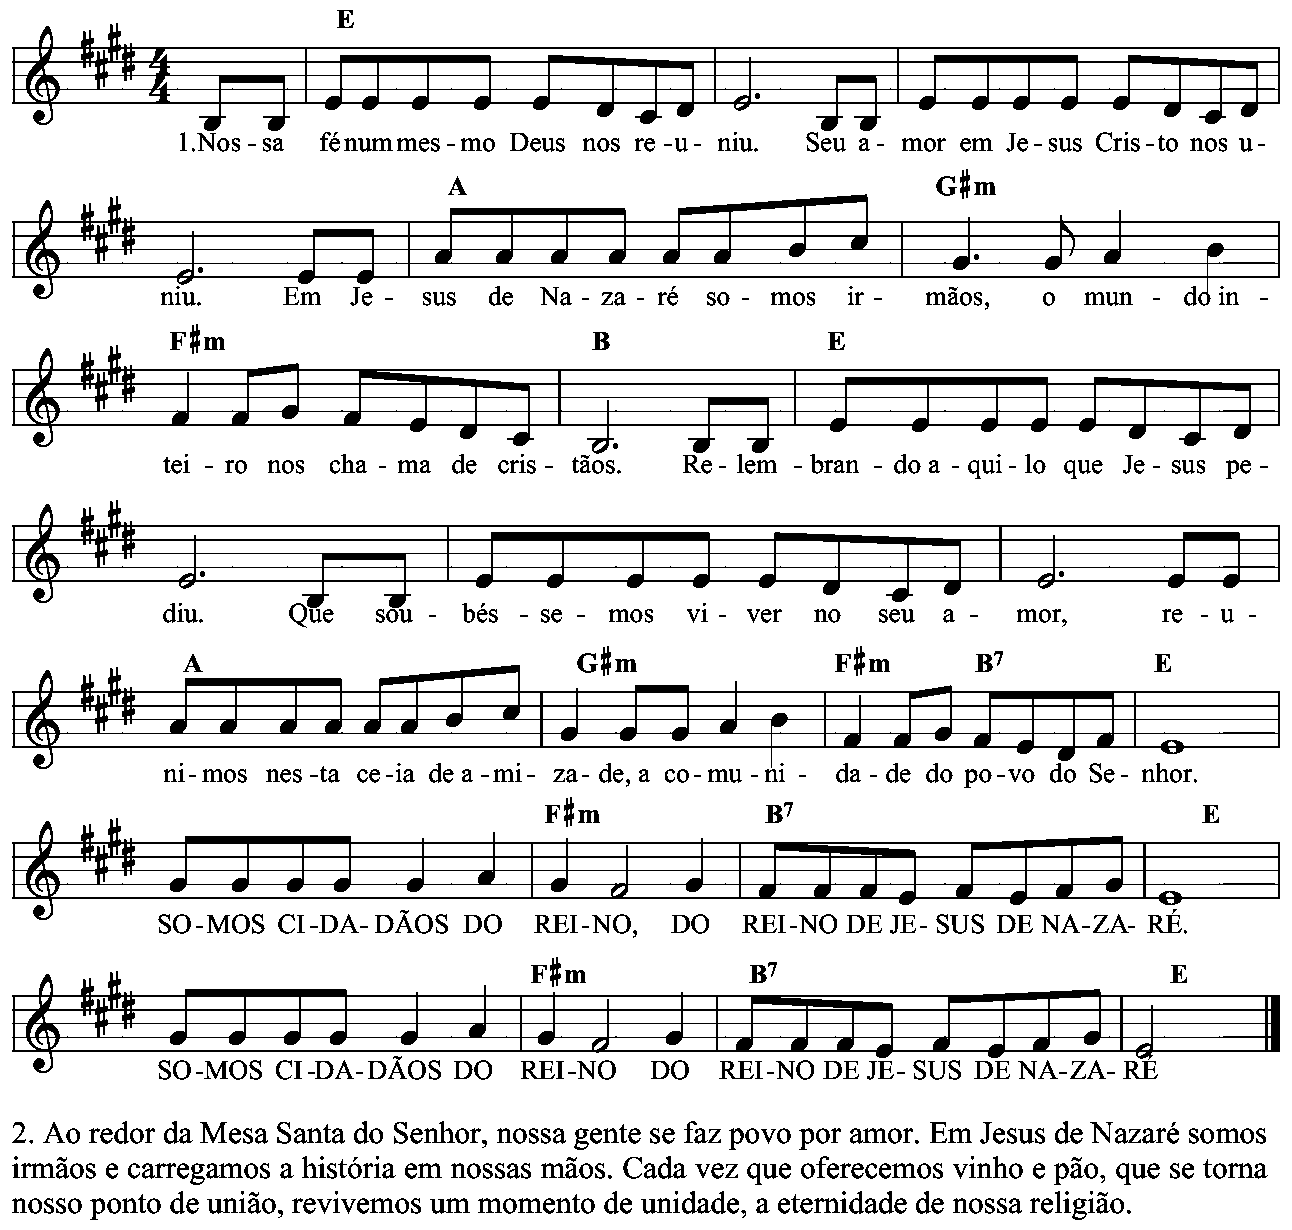 E
1.Nos-sa fé num mes-mo Deus nos re-u-niu. Seu a-mor em Je-sus Cris-to nos u-
A G#m
niu. Em Je-sus de Na-za-ré so-mos ir-mãos, o mun-do in-
F#m B E
tei-ro nos cha-ma de cris-tãos. Re-lem-bran-do a-qui-lo que Je-sus pe-
diu. Que sou-bés-se-mos vi-ver no seu a-mor, re-u-
A G#m F#m B7 E
ni-mos nes-ta ce-ia de a-mi-za-de, a co-mu-ni-da-de do po-vo do Se-nhor.
F#m B7 E
SO-MOS CI-DA-DÃOS DO REI-NO, DO REI-NO DE JE-SUS DE NA-ZA-RÉ.
F#m B7 E
SO-MOS CI-DA-DÃOS DO REI-NO DO REI-NO DE JE-SUS DE NA-ZA-RÉ
2. Ao redor da Mesa Santa do Senhor, nossa gente se faz povo por amor. Em Jesus de Nazaré somos
irmãos e carregamos a história em nossas mãos. Cada vez que oferecemos vinho e pão, que se torna
nosso ponto de união, revivemos um momento de unidade, a eternidade de nossa religião.